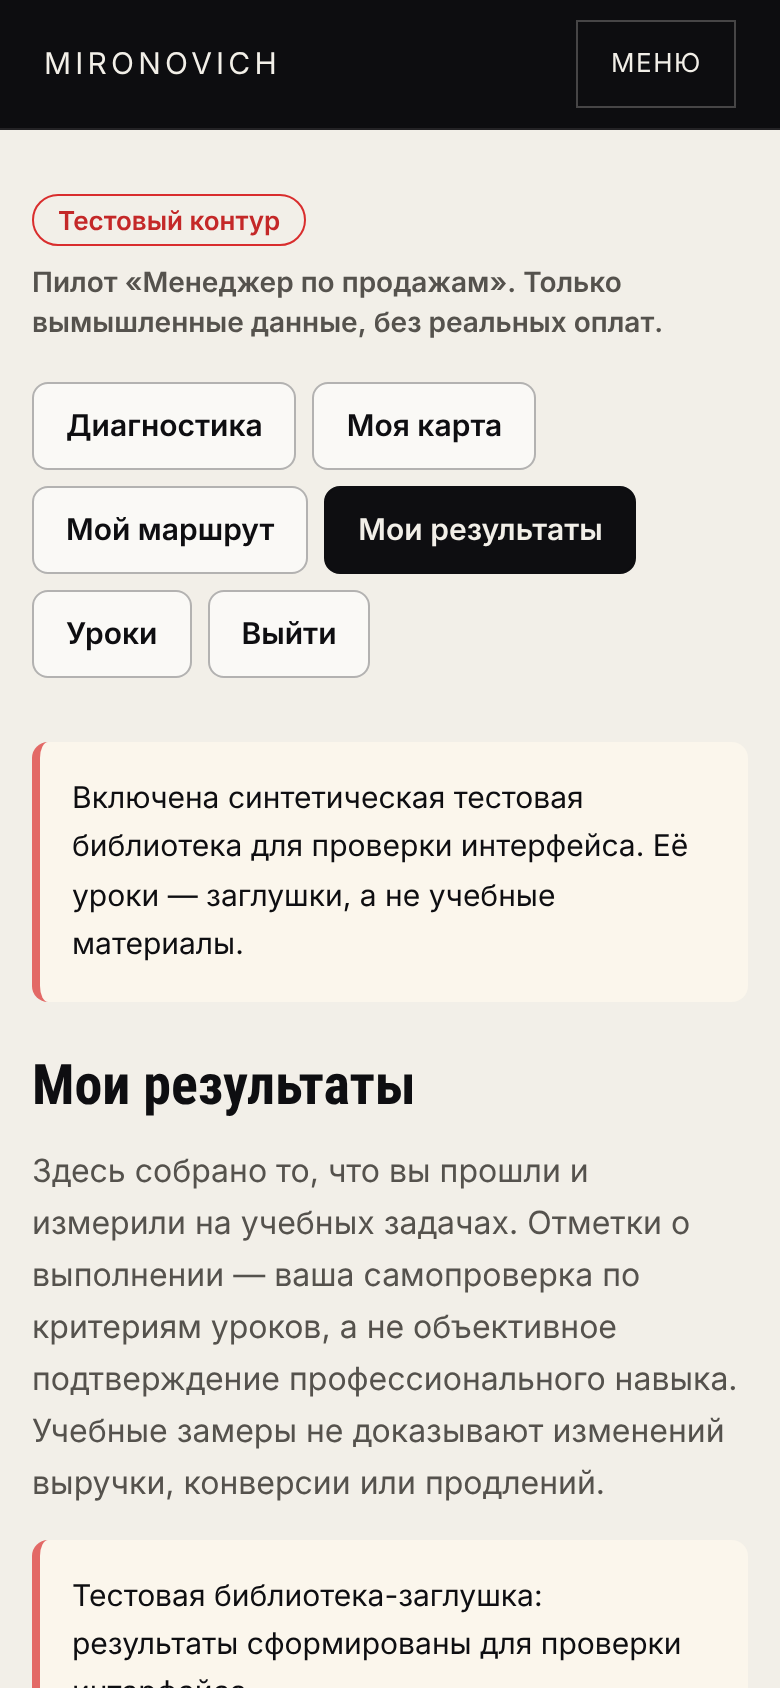 MIRONOVICH
МЕНЮ
Тестовый контур
Пилот «Менеджер по продажам». Только
вымышленные данные, без реальных оплат.
Диагностика
Моя карта
Мой маршрут
Мои результаты
Уроки
Выйти
Включена синтетическая тестовая
библиотека для проверки интерфейса. Её
уроки — заглушки, а не учебные
материалы.
Мои результаты
Здесь собрано то, что вы прошли и
измерили на учебных задачах. Отметки о
выполнении — ваша самопроверка по
критериям уроков, а не объективное
подтверждение профессионального навыка.
Учебные замеры не доказывают изменений
выручки, конверсии или продлений.
Тестовая библиотека-заглушка:
результаты сформированы для проверки